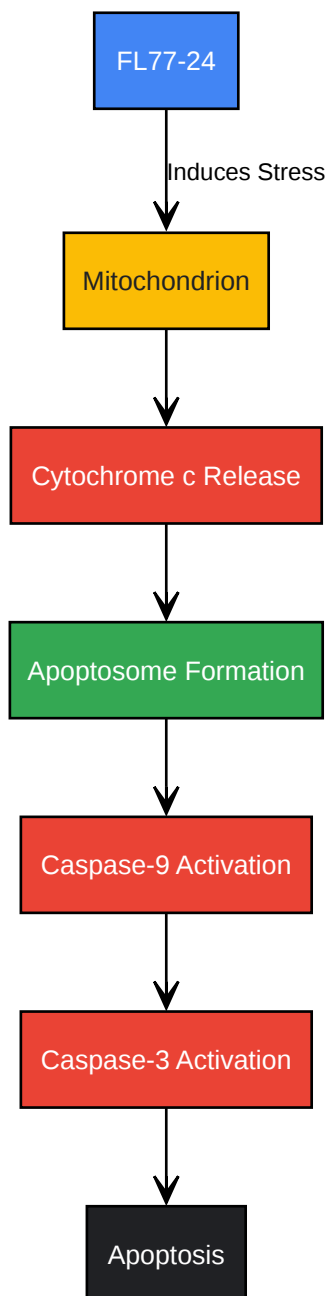 FL77-24
Induces Stress
Mitochondrion
Cytochrome c Release
Apoptosome Formation
Caspase-9 Activation
Caspase-3 Activation
Apoptosis